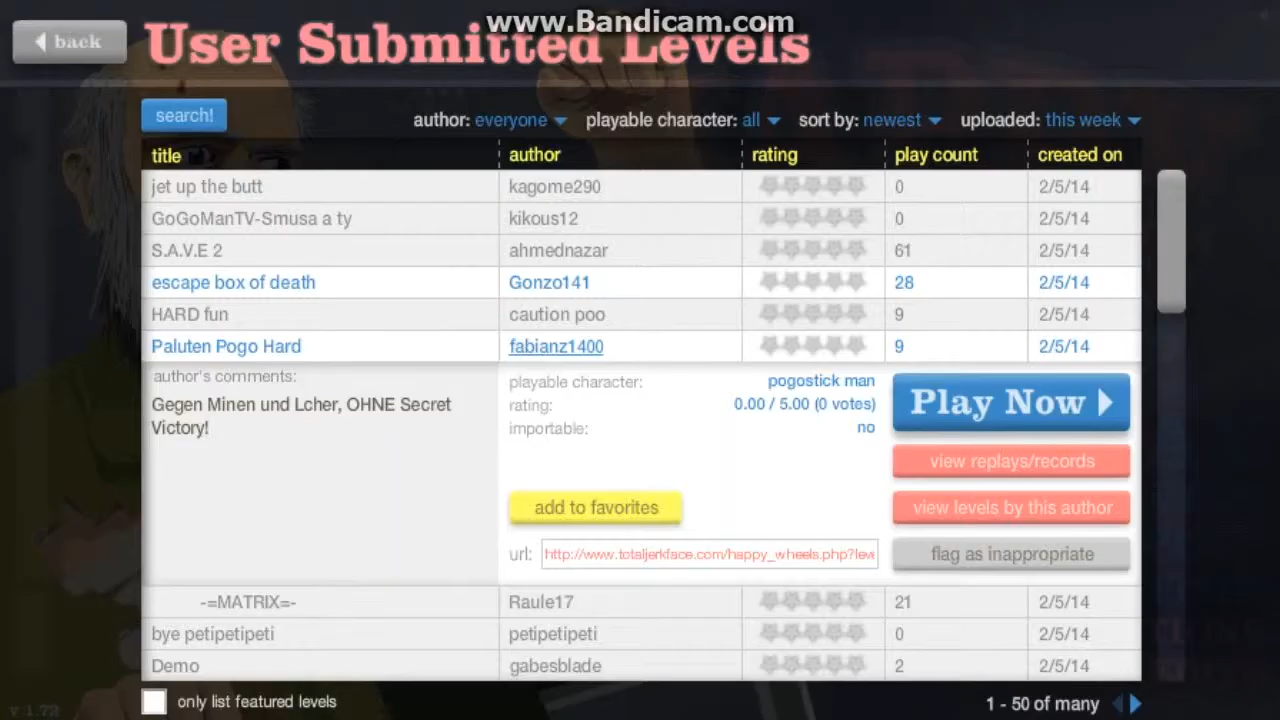 www.Bandicam.com
back
User Submitted Levels
search!
author: everyone playable character: all sort by: newest uploaded: this week
title author rating play count created on
jet up the butt kagome290 0 2/5/14
GoGoManTV-Smusa a ty kikous12 0 2/5/14
S.A.V.E 2 ahmednazar 61 2/5/14
escape box of death Gonzo141 28 2/5/14
HARD fun caution poo 9 2/5/14
Paluten Pogo Hard fabianz1400 9 2/5/14
author's comments:
Gegen Minen und Lcher, OHNE Secret
Victory!
playable character: pogostick man
rating: 0.00 / 5.00 (0 votes)
importable: no
add to favorites
url: http://www.totaljerkface.com/happy_wheels.php?lev
Play Now
view replays/records
view levels by this author
flag as inappropriate
-=MATRIX=- Raule17 21 2/5/14
bye petipetipeti petipetipeti 0 2/5/14
Demo gabesblade 2 2/5/14
only list featured levels
1 - 50 of many
v 1.72